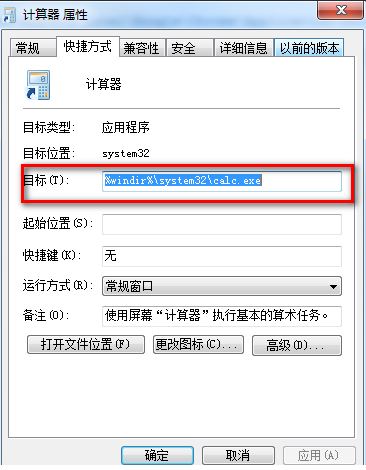 计算器 属性
常规 快捷方式 兼容性 安全 详细信息 以前的版本
计算器
目标类型: 应用程序
目标位置: system32
目标(T): %windir%\system32\calc.exe
起始位置(S):
快捷键(K): 无
运行方式(R): 常规窗口
备注(O): 使用屏幕“计算器”执行基本的算术任务。
打开文件位置(F) 更改图标(C)... 高级(D)...
确定 取消 应用(A)